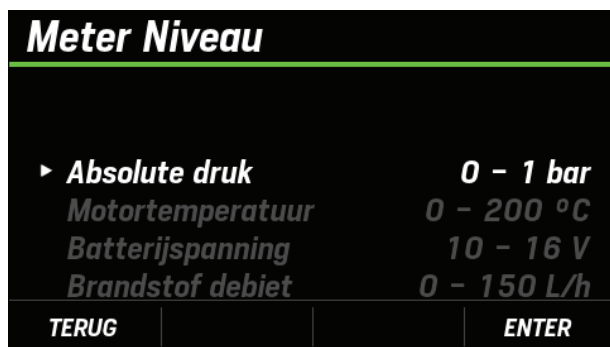 Meter Niveau
Absolute druk 0 - 1 bar
Motortemperatuur 0 - 200 ºC
Batterijspanning 10 - 16 V
Brandstof debiet 0 - 150 L/h
TERUG ENTER